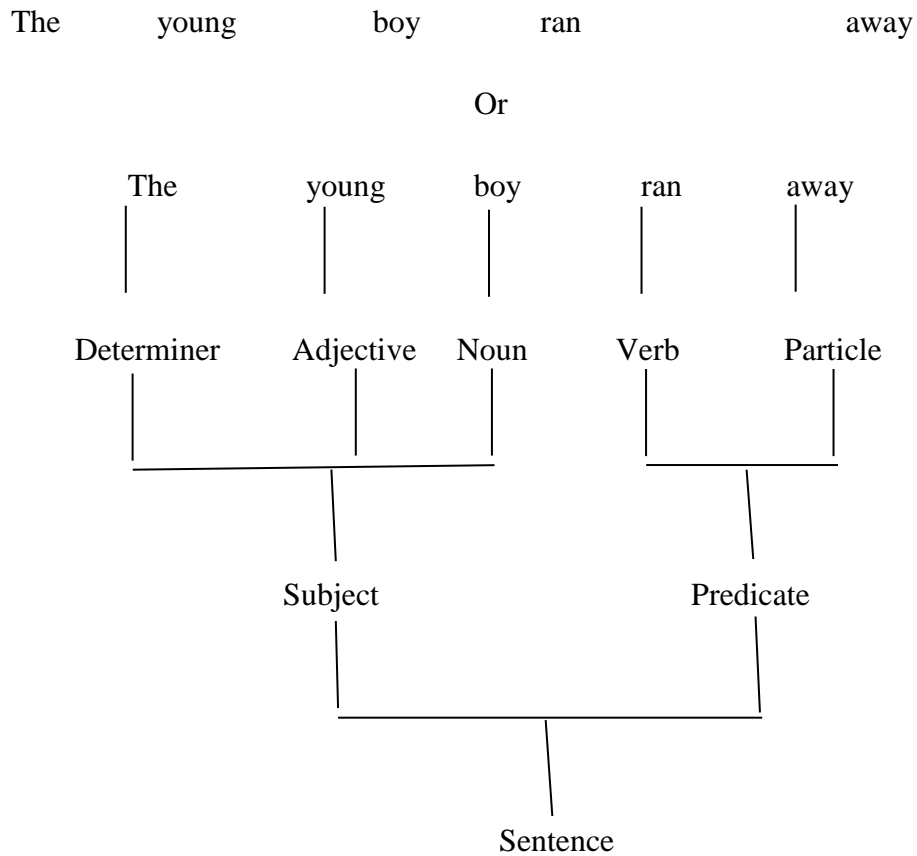 The young boy ran away
Or
The young boy ran away
Determiner Adjective Noun Verb Particle
Subject Predicate
Sentence